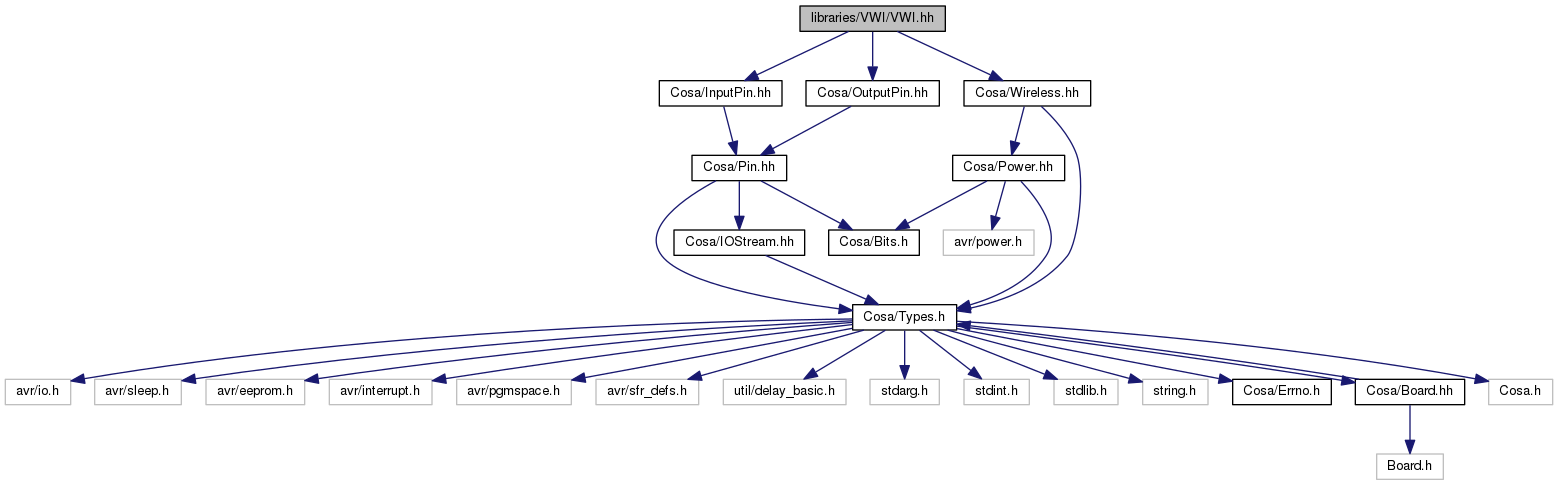 libraries/VWI/VWI.hh
Cosa/InputPin.hh
Cosa/OutputPin.hh
Cosa/Wireless.hh
Cosa/Pin.hh
Cosa/Power.hh
Cosa/IOStream.hh
Cosa/Bits.h
avr/power.h
Cosa/Types.h
avr/io.h
avr/sleep.h
avr/eeprom.h
avr/interrupt.h
avr/pgmspace.h
avr/sfr_defs.h
util/delay_basic.h
stdarg.h
stdint.h
stdlib.h
string.h
Cosa/Errno.h
Cosa/Board.hh
Cosa.h
Board.h